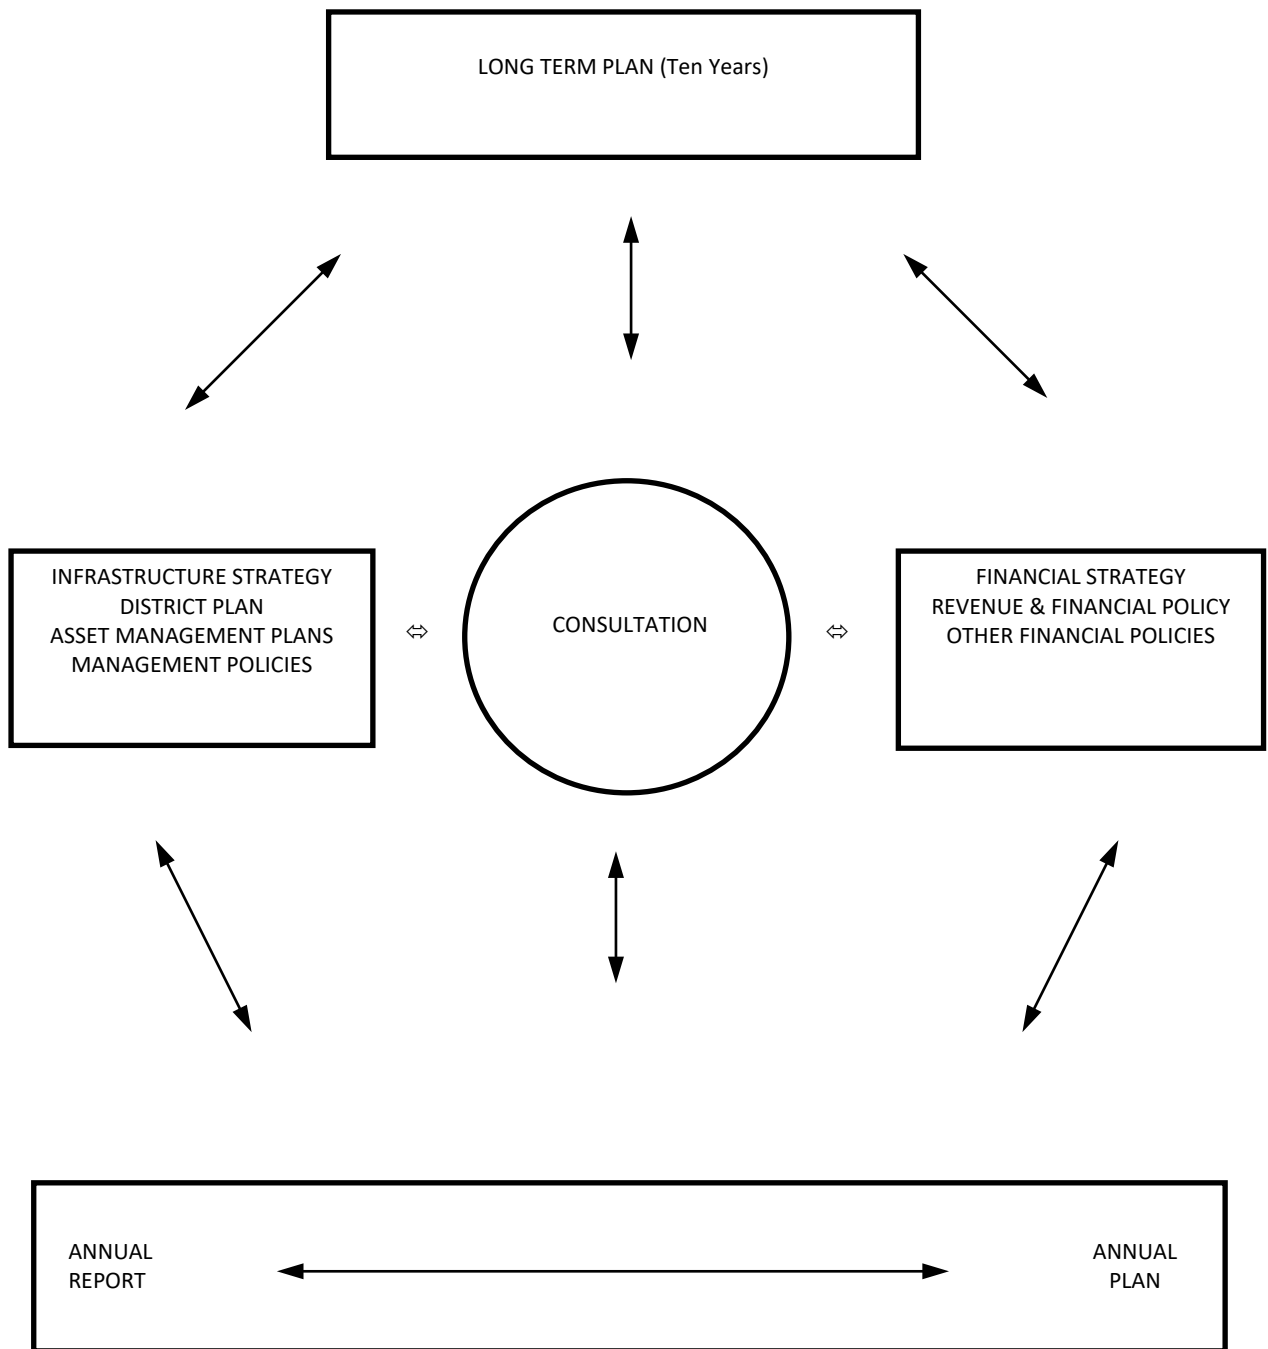 LONG TERM PLAN (Ten Years)
INFRASTRUCTURE STRATEGY
DISTRICT PLAN
ASSET MANAGEMENT PLANS
MANAGEMENT POLICIES
CONSULTATION
FINANCIAL STRATEGY
REVENUE & FINANCIAL POLICY
OTHER FINANCIAL POLICIES
ANNUAL
REPORT
ANNUAL
PLAN